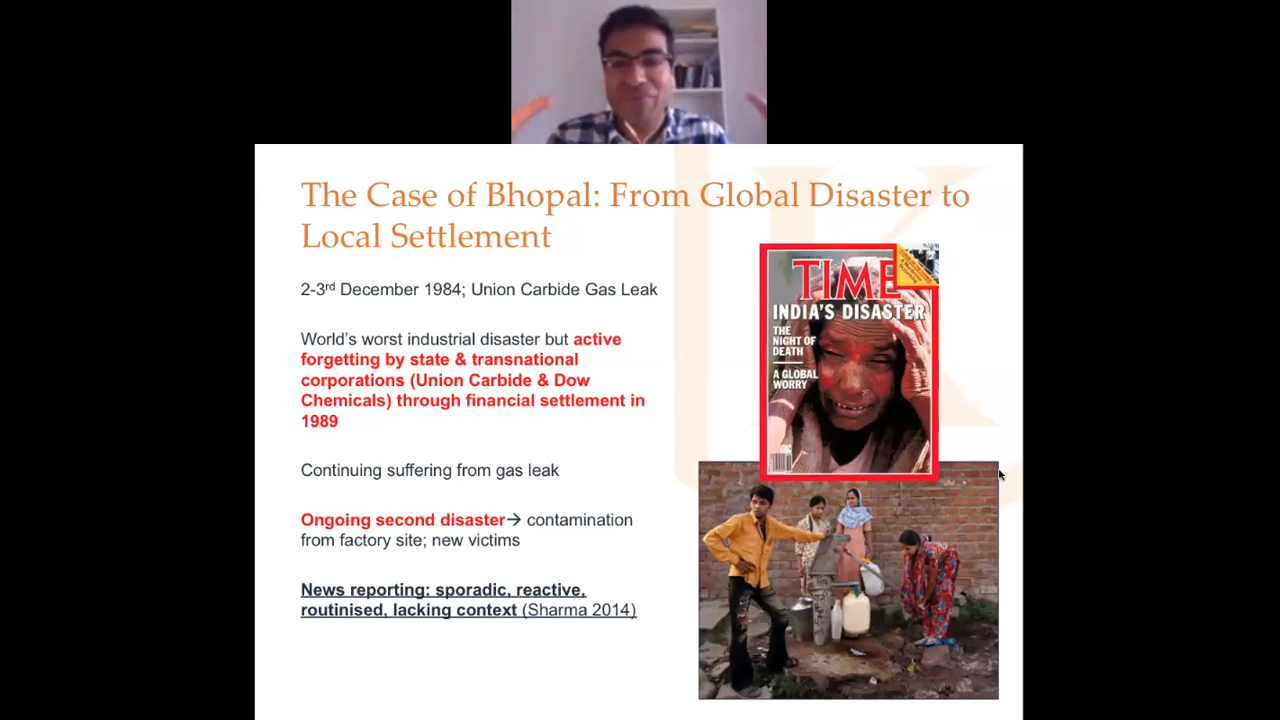 The Case of Bhopal: From Global Disaster to
Local Settlement
2-3rd December 1984; Union Carbide Gas Leak
World's worst industrial disaster but active
forgetting by state & transnational
corporations (Union Carbide & Dow
Chemicals) through financial settlement in
1989
Continuing suffering from gas leak
Ongoing second disaster→ contamination
from factory site; new victims
News reporting: sporadic, reactive,
routinised, lacking context (Sharma 2014)
TIME
INDIA'S DISASTER
THE
NIGHT OF
DEATH
A GLOBAL
WORRY